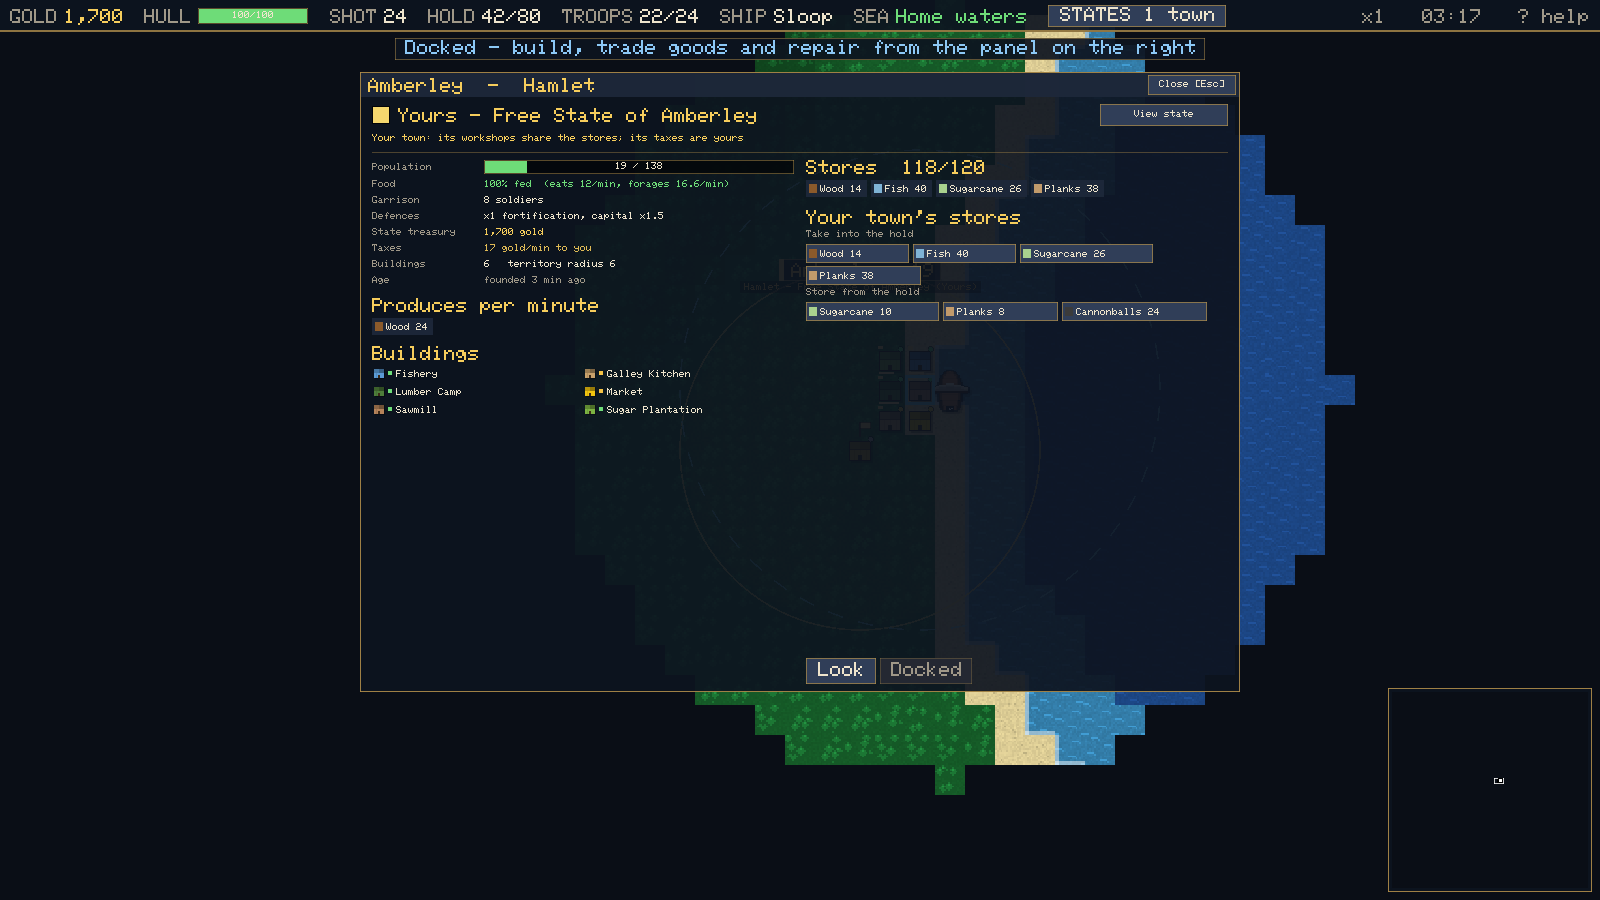 GOLD 1,700 HULL 100/100 SHOT 24 HOLD 42/80 TROOPS 22/24 SHIP Sloop SEA Home waters STATES 1 town x1 03:17 ? help
Docked - build, trade goods and repair from the panel on the right
Amberley - Hamlet Close [Esc]
Yours - Free State of Amberley View state
Your town: its workshops share the stores; its taxes are yours
Population 19 / 138
Food 100% fed (eats 12/min, forages 16.6/min)
Garrison 8 soldiers
Defences x1 fortification, capital x1.5
State treasury 1,700 gold
Taxes 17 gold/min to you
Buildings 6 territory radius 6
Age founded 3 min ago
Produces per minute
Wood 24
Buildings
Fishery Galley Kitchen
Lumber Camp Market
Sawmill Sugar Plantation
Stores 118/120
Wood 14 Fish 40 Sugarcane 26 Planks 38
Your town's stores
Take into the hold
Wood 14 Fish 40 Sugarcane 26
Planks 38
Store from the hold
Sugarcane 10 Planks 8 Cannonballs 24
Look Docked